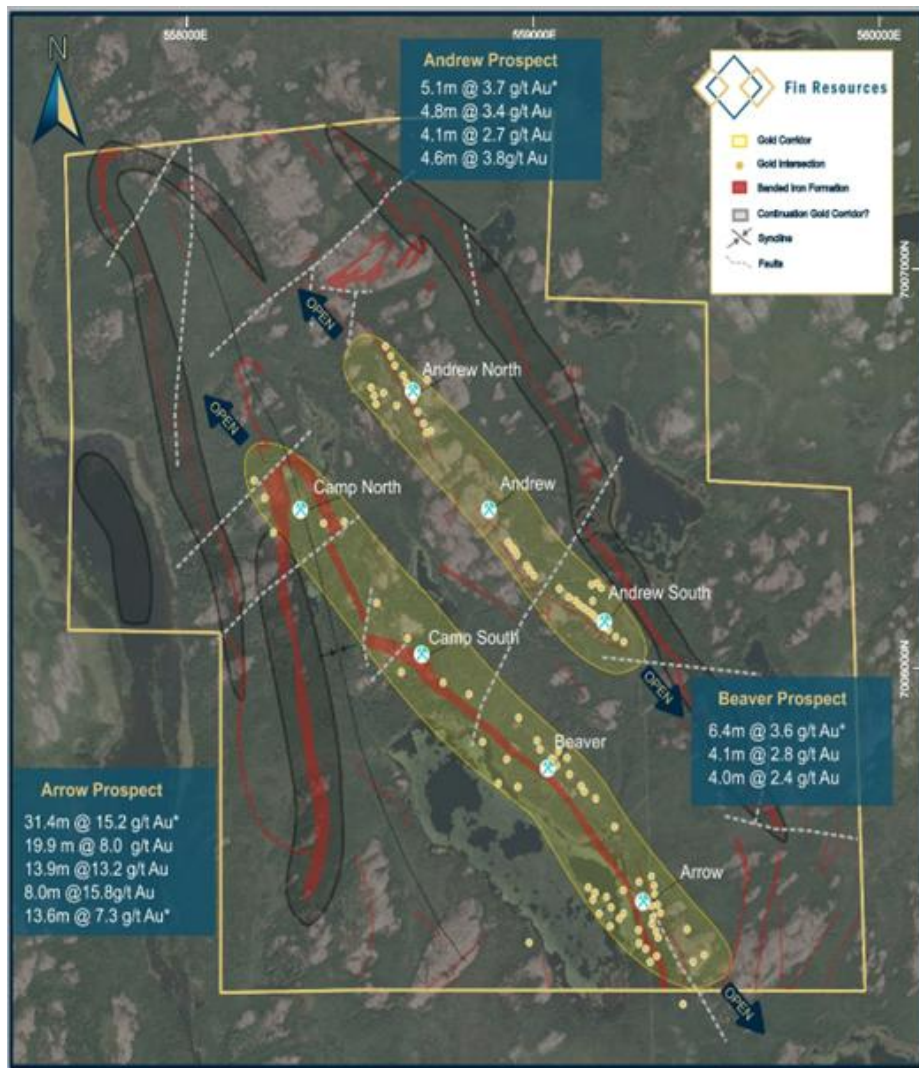 558000E
559000E
560000E
N
Andrew Prospect
5.1m @ 3.7 g/t Au*
4.8m @ 3.4 g/t Au
4.1m @ 2.7 g/t Au
4.6m @ 3.8g/t Au
Fin Resources
Gold Corridor
Gold Intersection
Banded Iron Formation
Continuation Gold Corridor?
Syncline
Faults
7007000N
OPEN
Andrew North
OPEN
Camp North
Andrew
Andrew South
Camp South
7006000N
OPEN
Beaver Prospect
6.4m @ 3.6 g/t Au*
4.1m @ 2.8 g/t Au
4.0m @ 2.4 g/t Au
Beaver
Arrow Prospect
31.4m @ 15.2 g/t Au*
19.9 m @ 8.0 g/t Au
13.9m @13.2 g/t Au
8.0m @15.8g/t Au
13.6m @ 7.3 g/t Au*
Arrow
OPEN